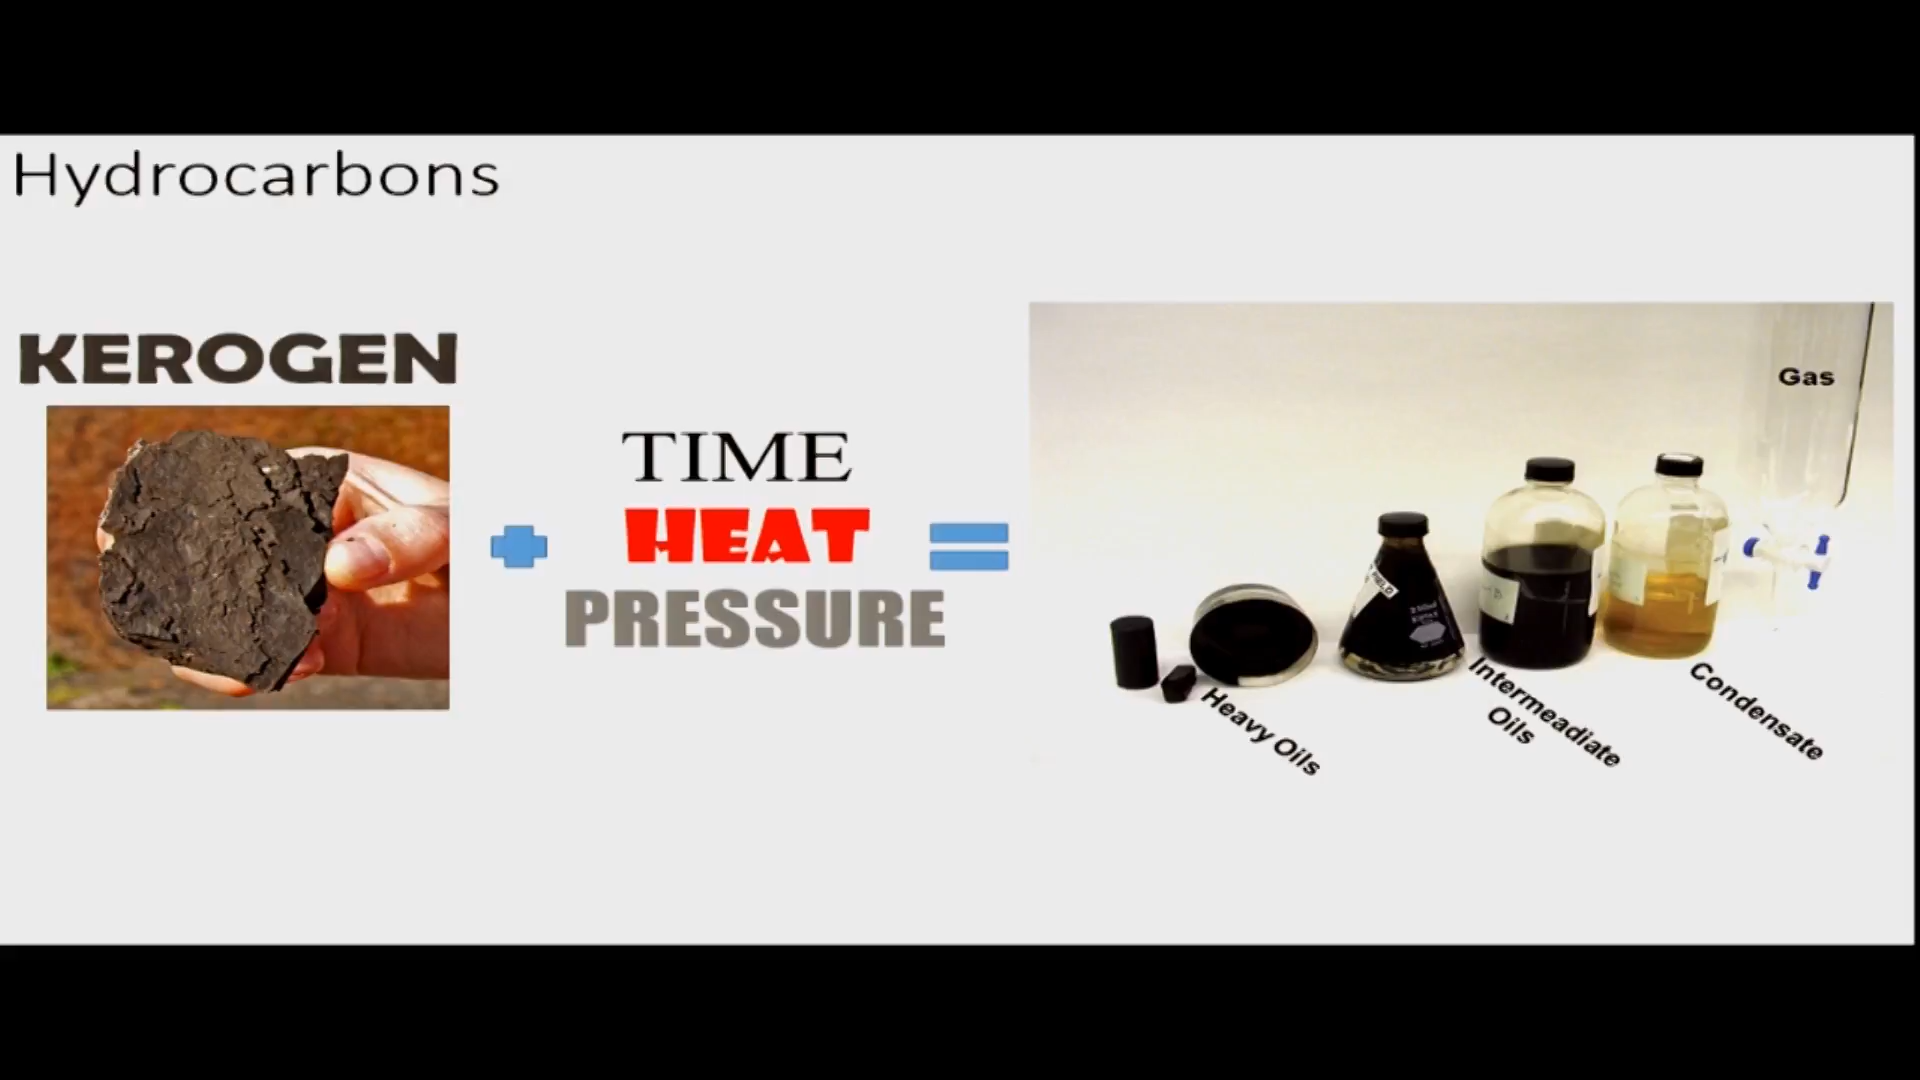 Hydrocarbons
KEROGEN
TIME
HEAT
PRESSURE
Gas
Heavy Oils
Intermeadiate
Oils
Condensate